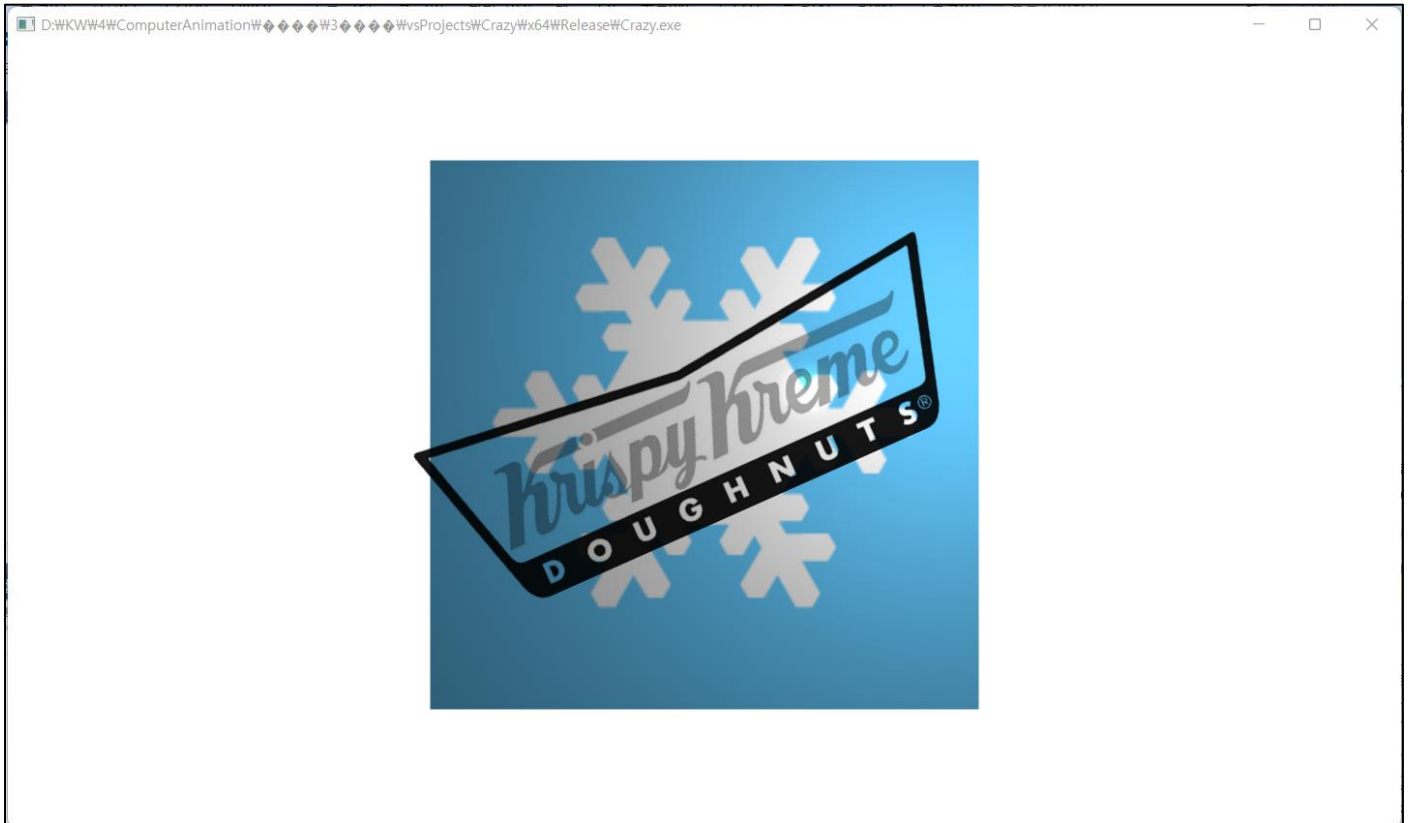 D:₩KW₩4₩ComputerAnimation₩����₩3����₩vsProjects₩Crazy₩x64₩Release₩Crazy.exe
Krispy Kreme
DOUGHNUTS®